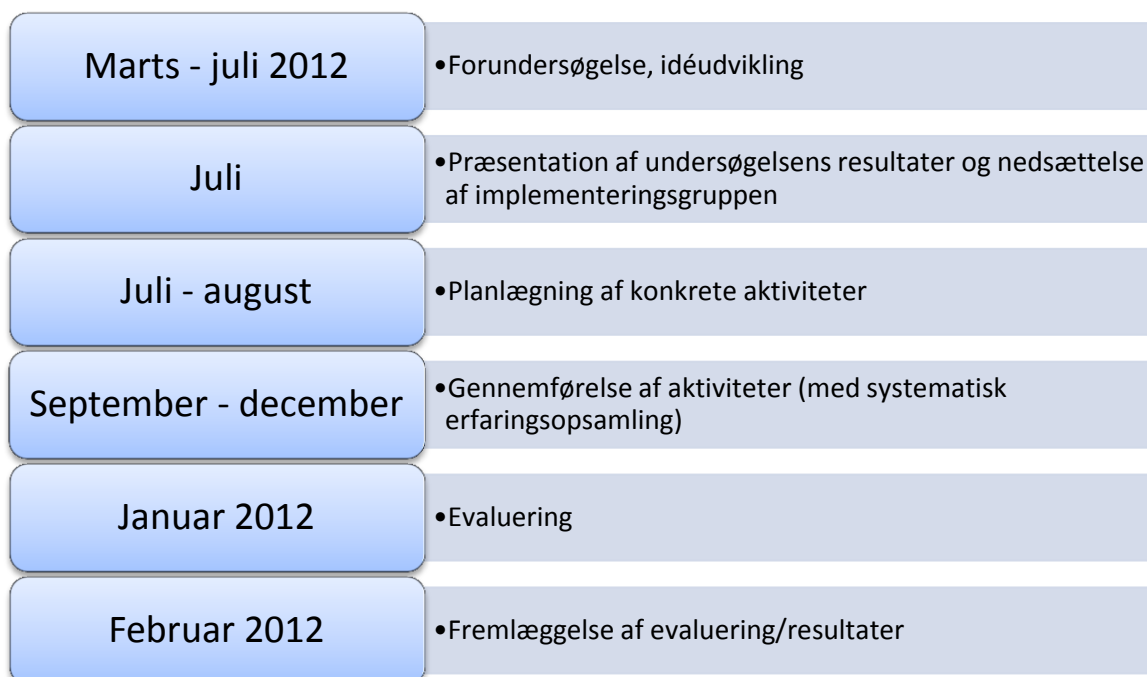 Marts - juli 2012
•Forundersøgelse, idéudvikling
Juli
•Præsentation af undersøgelsens resultater og nedsættelse
af implementeringsgruppen
Juli - august
•Planlægning af konkrete aktiviteter
September - december
•Gennemførelse af aktiviteter (med systematisk
erfaringsopsamling)
Januar 2012
•Evaluering
Februar 2012
•Fremlæggelse af evaluering/resultater